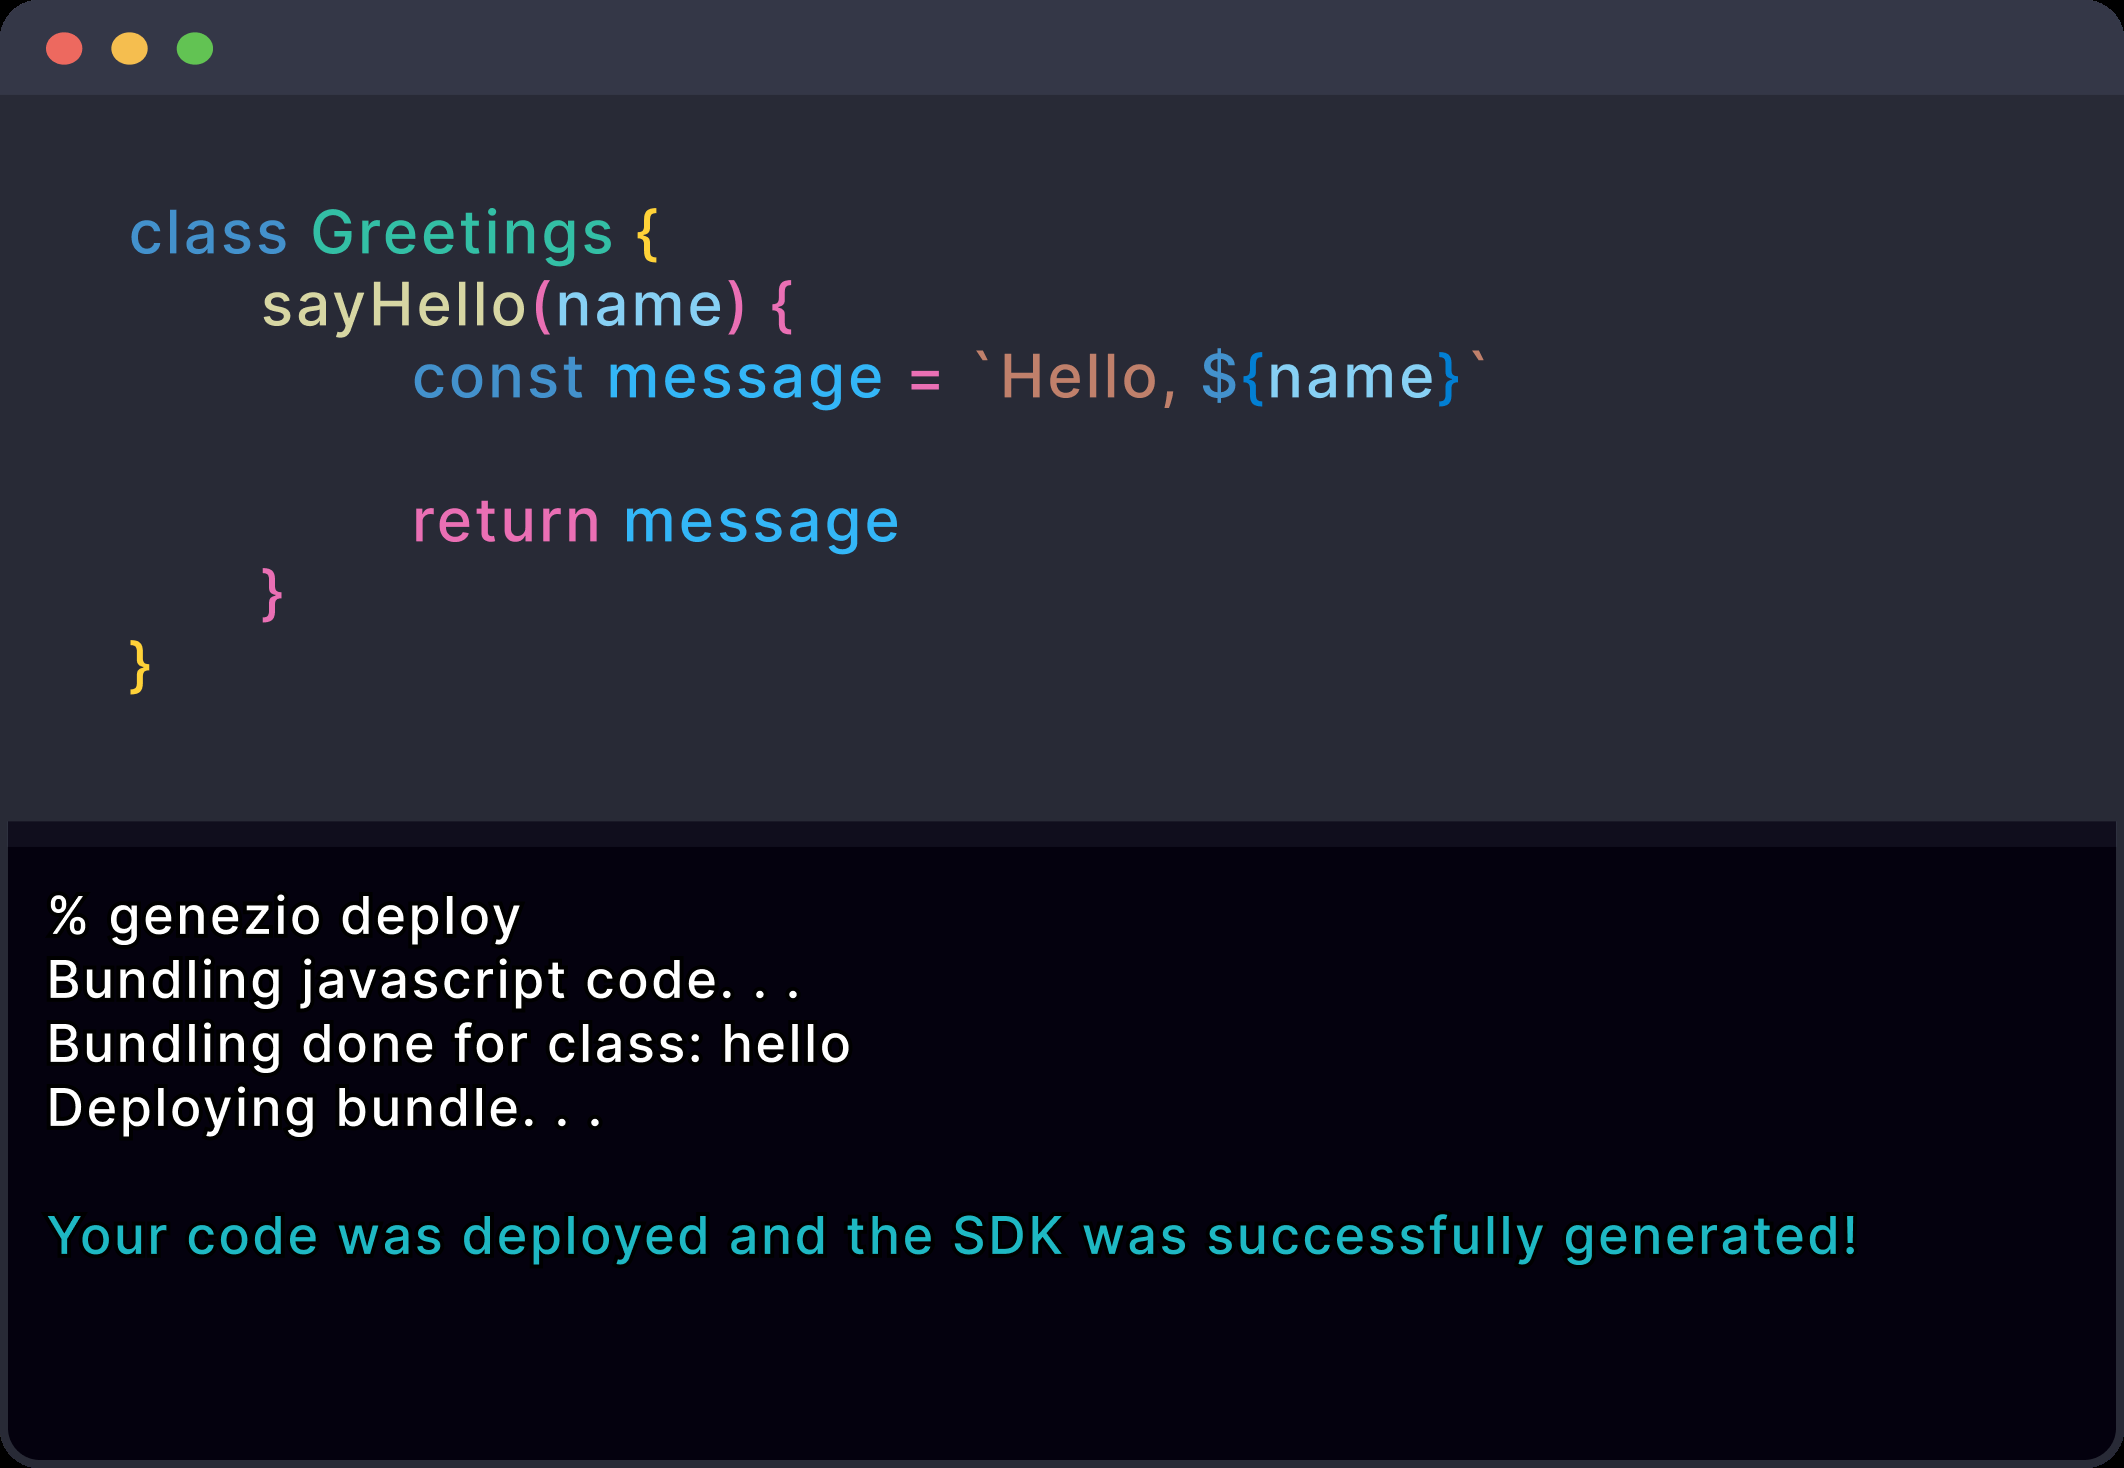 class Greetings {
sayHello(name) {
const message = `Hello, ${name}`
return message
}
}
% genezio deploy
Bundling javascript code. . .
Bundling done for class: hello
Deploying bundle. . .
Your code was deployed and the SDK was successfully generated!